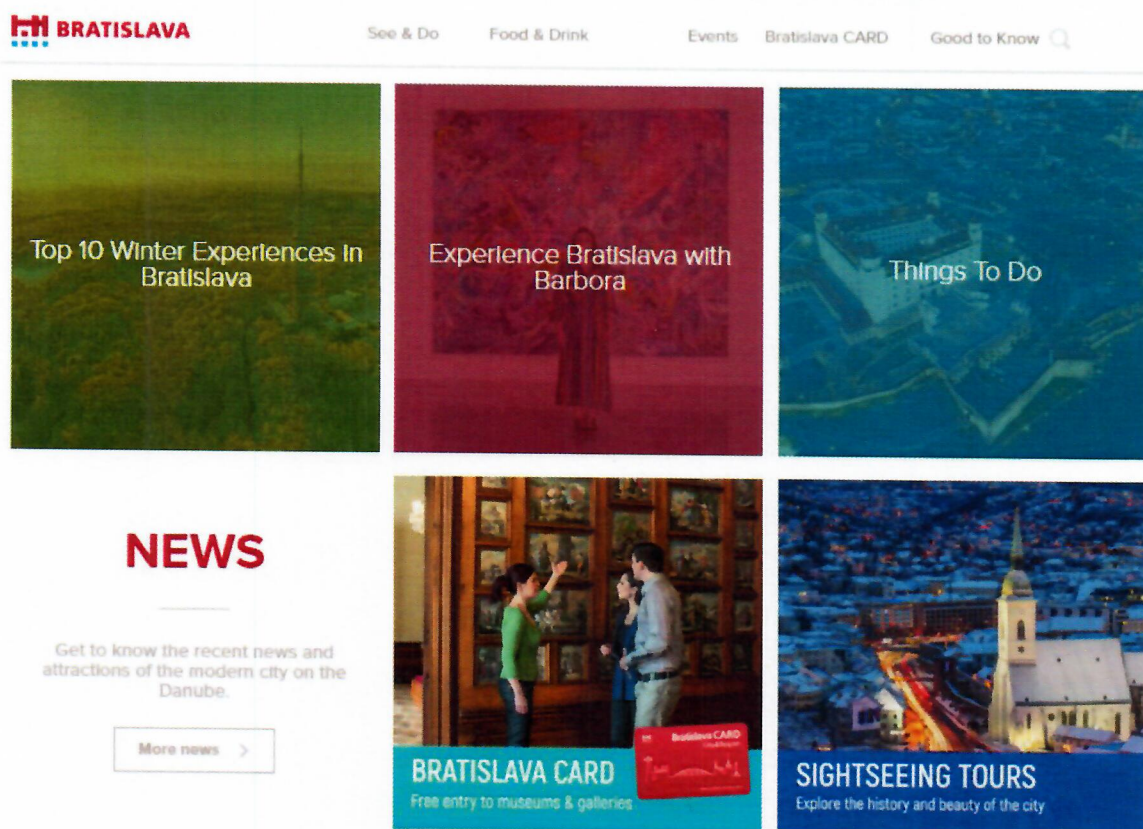 BRATISLAVA
See & Do
Food & Drink
Events
Bratislava CARD
Good to Know
Top 10 Winter Experiences in
Bratislava
Experience Bratislava with
Barbora
Things To Do
NEWS
Get to know the recent news and
attractions of the modern city on the
Danube.
More news
Bratislava CARD
BRATISLAVA CARD
Free entry to museums & galleries
SIGHTSEEING TOURS
Explore the history and beauty of the city